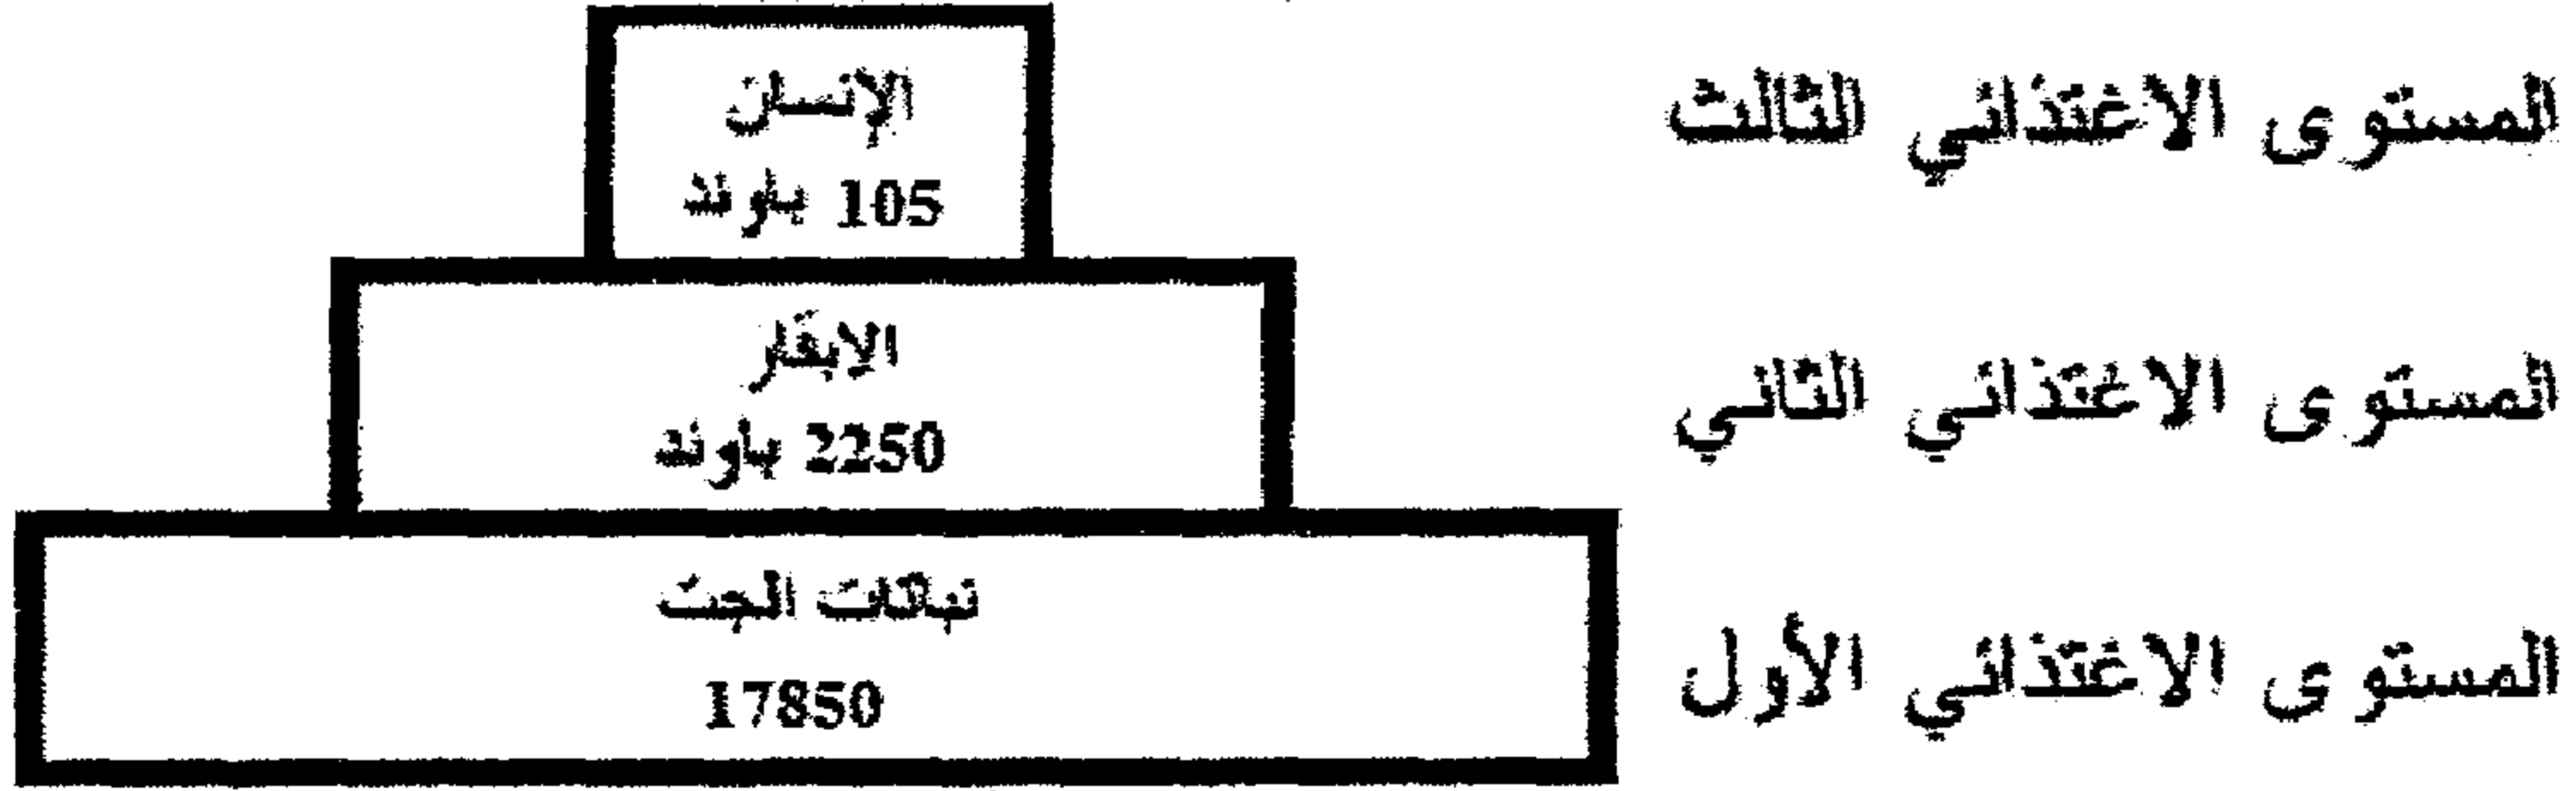 المستوى الاغتذائي الثالث
الإنسان
105 باوند
المستوى الاغتذائي الثاني
الابقار
2250 باوند
المستوى الاغتذائي الأول
نباتات الجت
17850